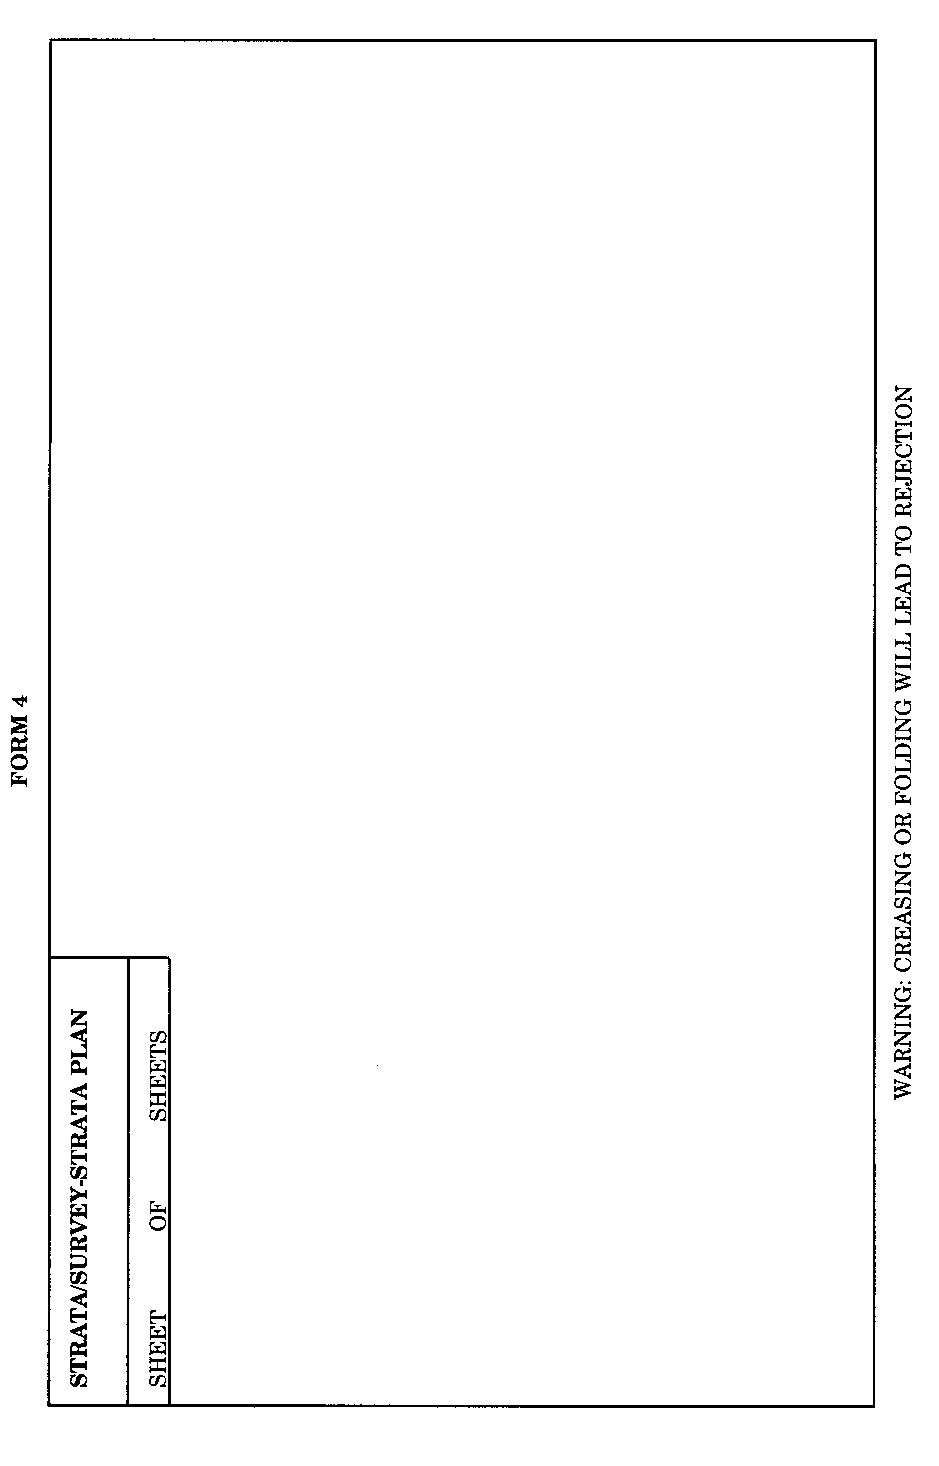 FORM 4
STRATA/SURVEY-STRATA PLAN
SHEET OF SHEETS
WARNING: CREASING OR FOLDING WILL LEAD TO REJECTION